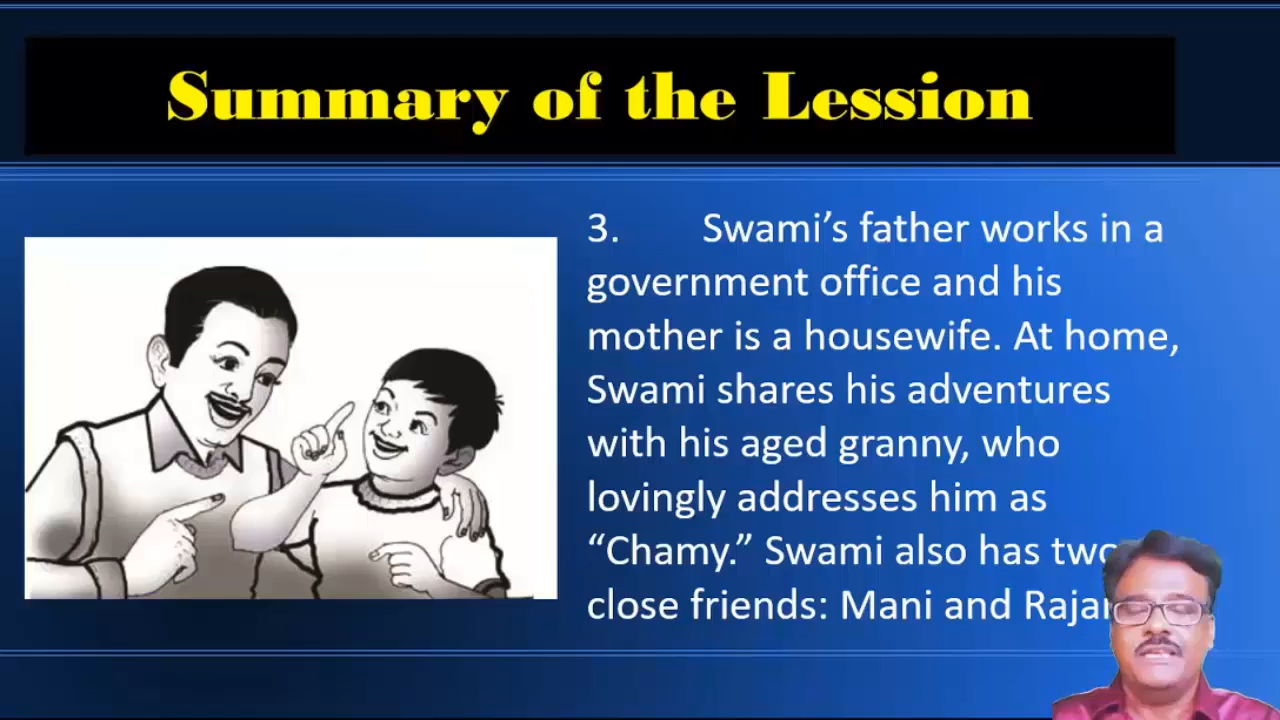 Summary of the Lession
3. Swami’s father works in a
government office and his
mother is a housewife. At home,
Swami shares his adventures
with his aged granny, who
lovingly addresses him as
“Chamy.” Swami also has two
close friends: Mani and